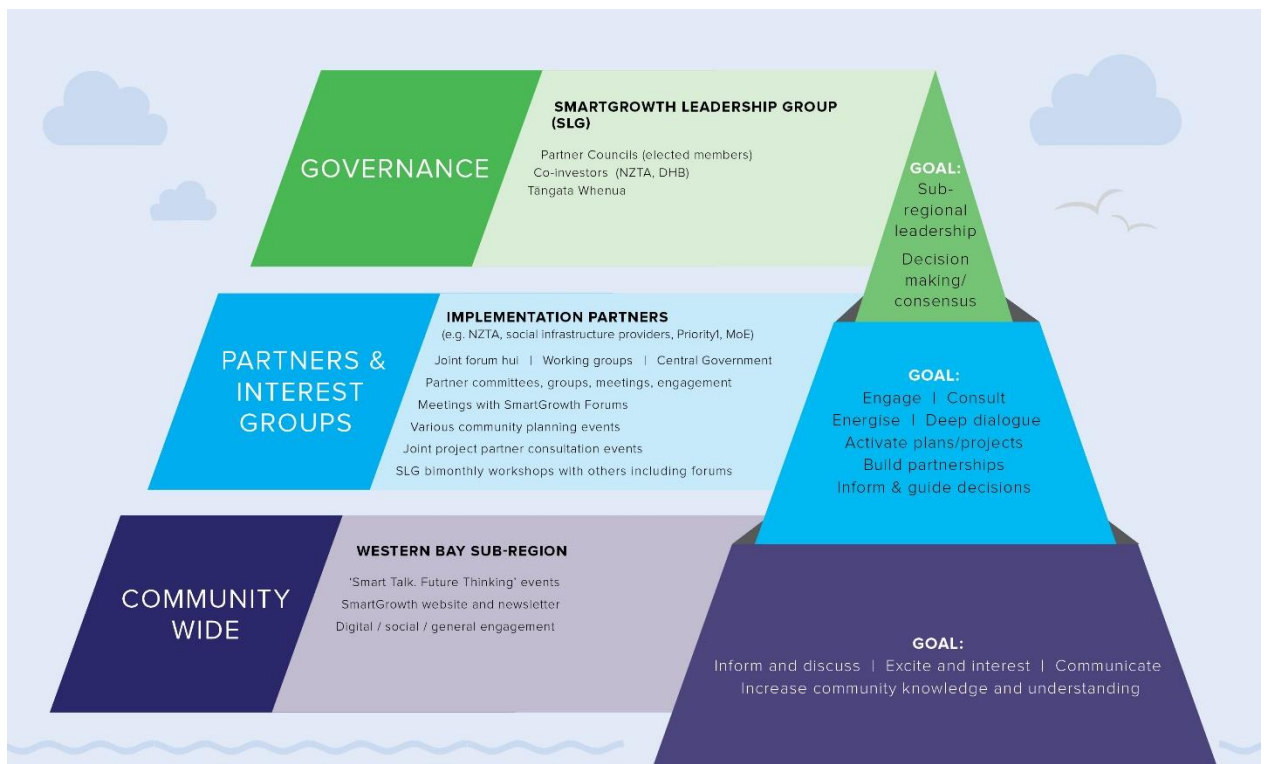 GOVERNANCE
SMARTGROWTH LEADERSHIP GROUP
(SLG)
Partner Councils (elected members)
Co-investors (NZTA, DHB)
Tāngata Whenua
GOAL:
Sub-
regional
leadership
Decision
making/
consensus
PARTNERS &
INTEREST
GROUPS
IMPLEMENTATION PARTNERS
(e.g. NZTA, social infrastructure providers, Priority1, MoE)
Joint forum hui | Working groups | Central Government
Partner committees, groups, meetings, engagement
Meetings with SmartGrowth Forums
Various community planning events
Joint project partner consultation events
SLG bimonthly workshops with others including forums
GOAL:
Engage | Consult
Energise | Deep dialogue
Activate plans/projects
Build partnerships
Inform & guide decisions
COMMUNITY
WIDE
WESTERN BAY SUB-REGION
'Smart Talk. Future Thinking' events
SmartGrowth website and newsletter
Digital / social / general engagement
GOAL:
Inform and discuss | Excite and interest | Communicate
Increase community knowledge and understanding